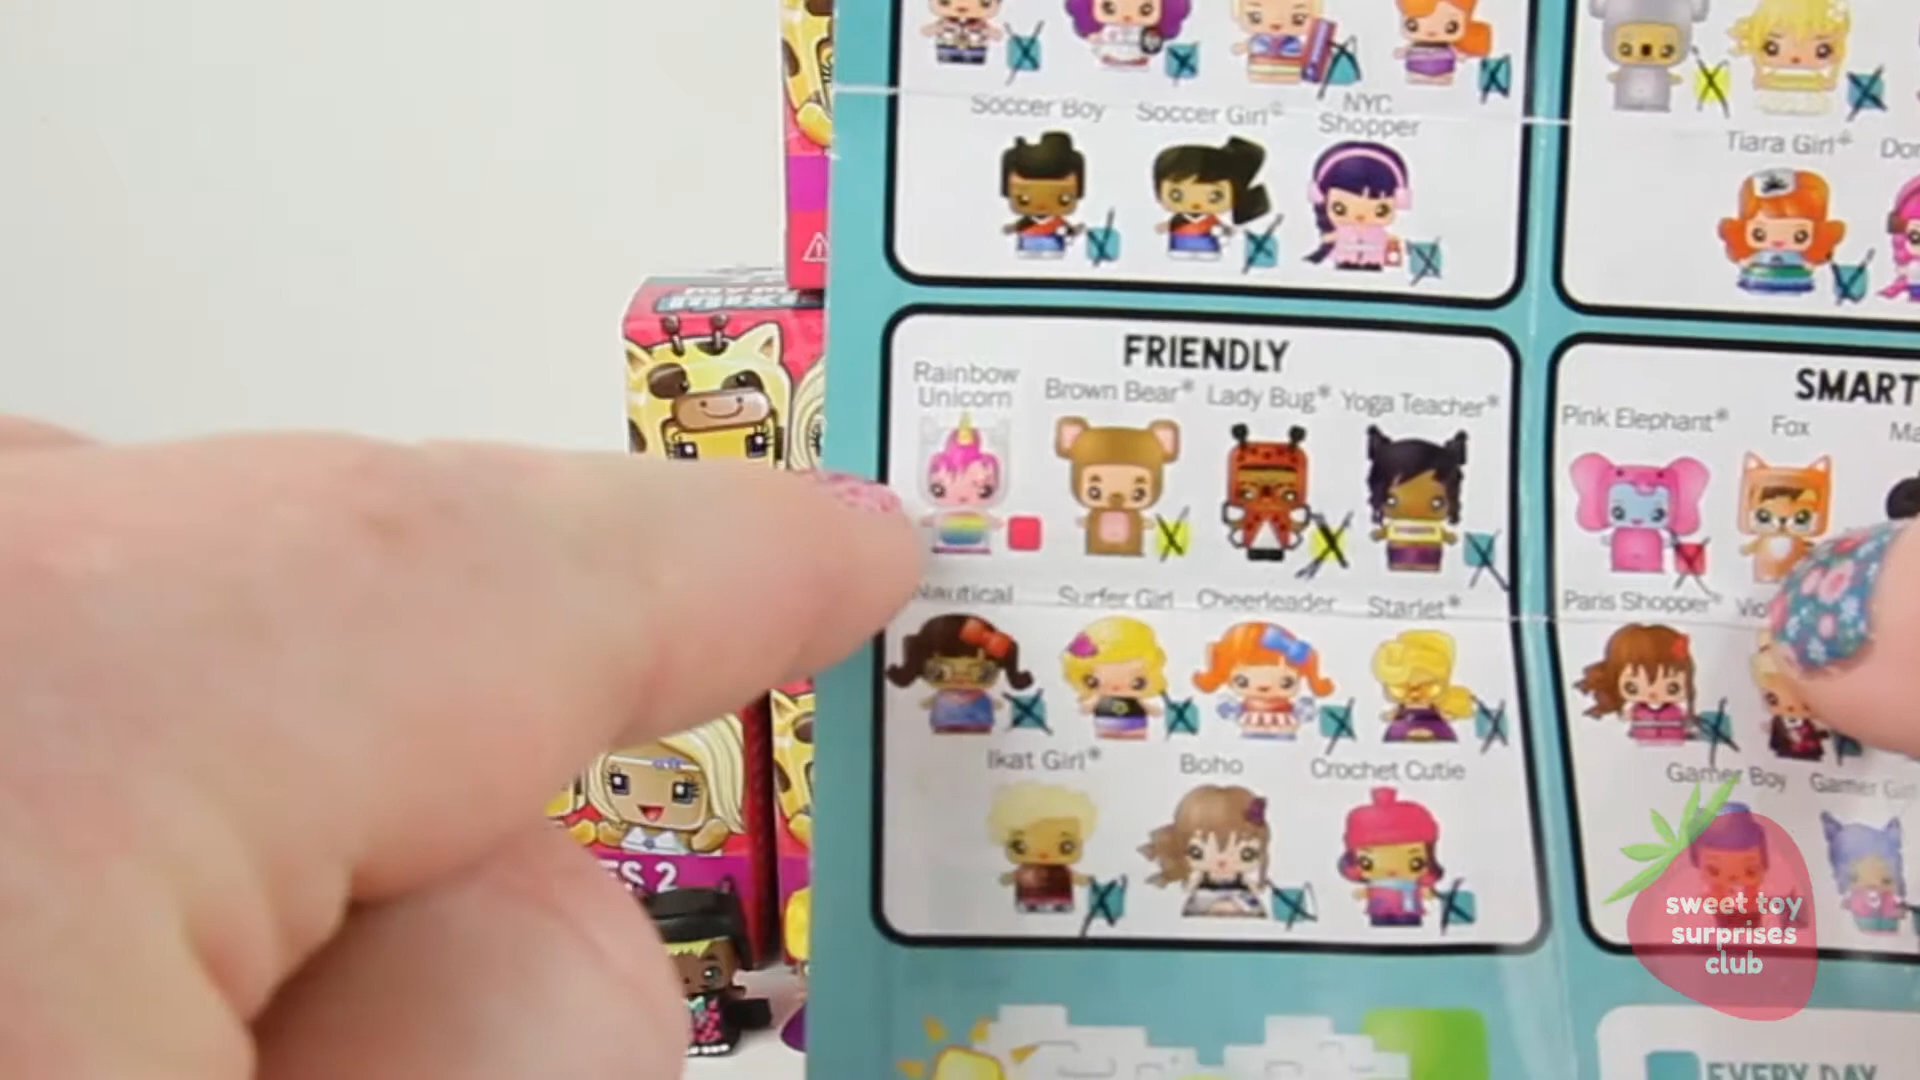 Soccer Boy Soccer Girl* NYC Shopper
Tiara Girl*
FRIENDLY
Rainbow Unicorn Brown Bear* Lady Bug* Yoga Teacher*
Nautical Surfer Girl Cheerleader Starlet*
Ikat Girl* Boho Crochet Cutie
SMART
Pink Elephant* Fox
Paris Shopper*
Gamer Boy Gamer Girl
EVERY DAY
sweet toy
surprises
club